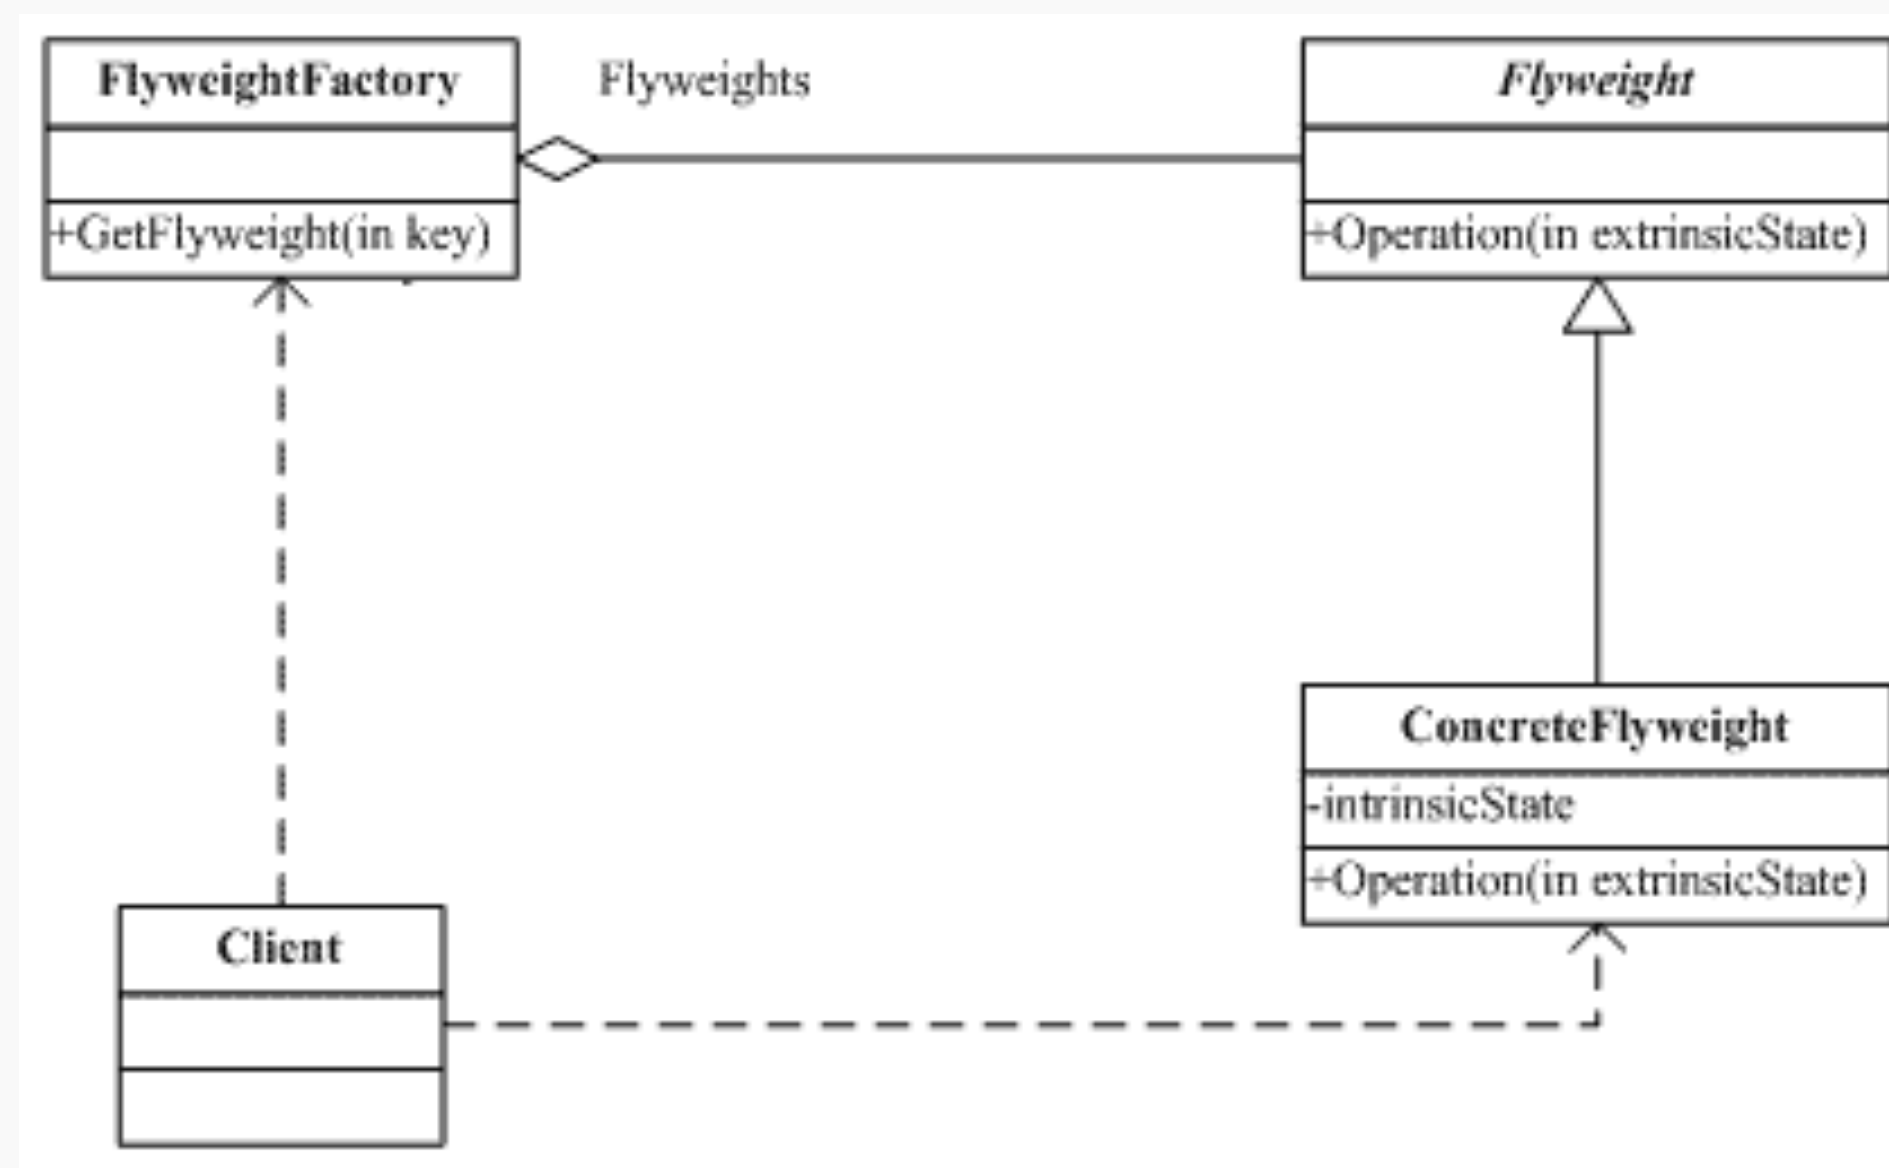 FlyweightFactory
+GetFlyweight(in key)
Flyweights
Flyweight
+Operation(in extrinsicState)
ConcreteFlyweight
-intrinsicState
+Operation(in extrinsicState)
Client